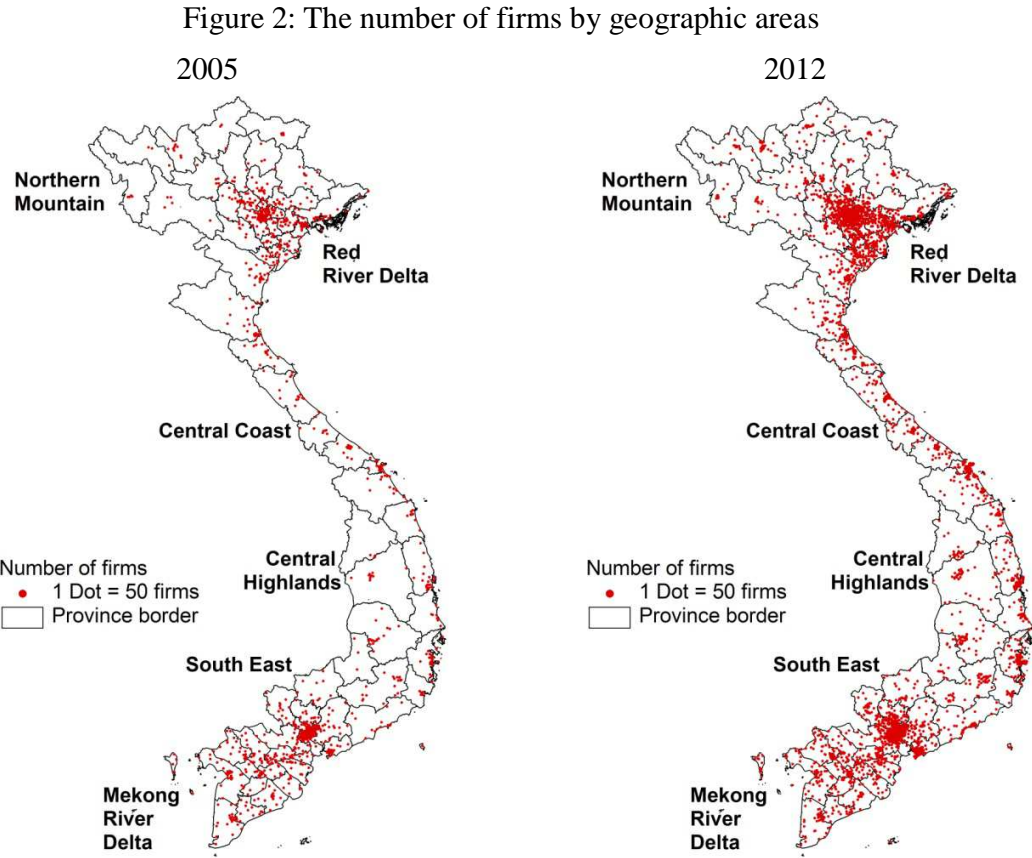 Figure 2: The number of firms by geographic areas
2005
2012
Northern
Mountain
Red
River Delta
Central Coast
Central
Highlands
Number of firms
1 Dot = 50 firms
Province border
South East
Mekong
River
Delta
Northern
Mountain
Red
River Delta
Central Coast
Central
Highlands
Number of firms
1 Dot = 50 firms
Province border
South East
Mekong
River
Delta